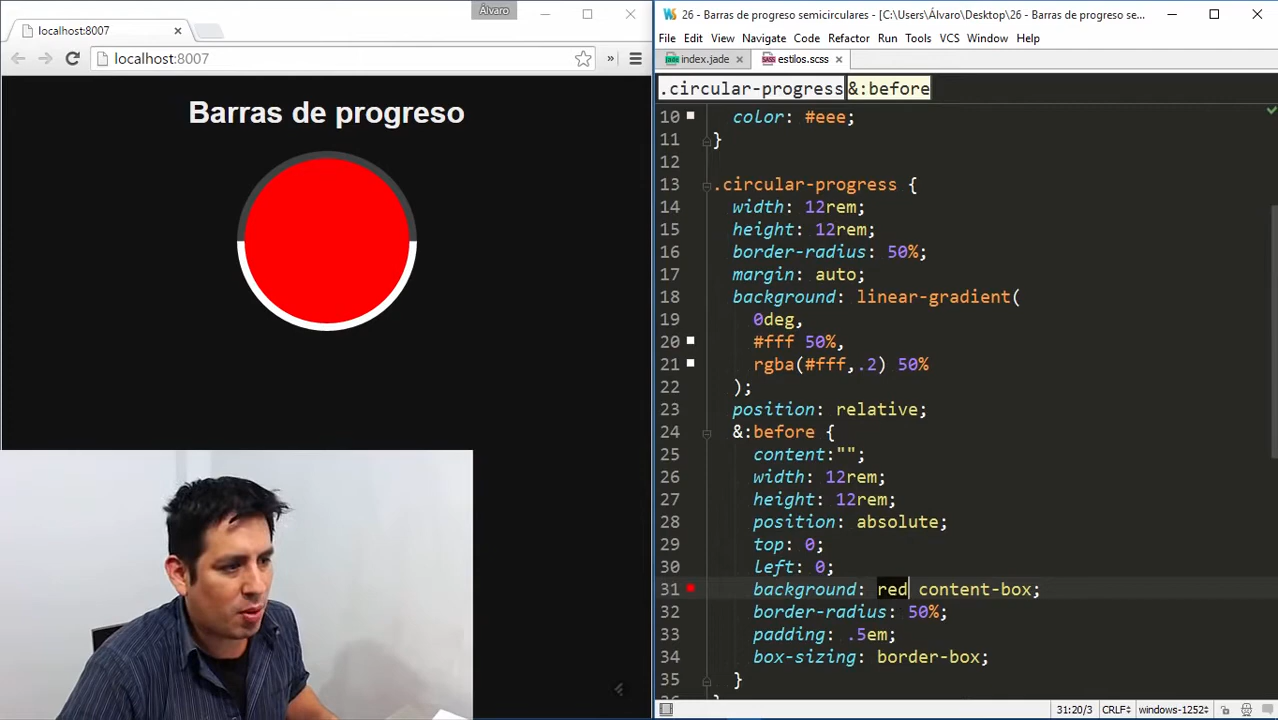 Álvaro
localhost:8007
localhost:8007
»
Barras de progreso
26 - Barras de progreso semicirculares - [C:\Users\Álvaro\Desktop\26 - Barras de progreso se...
File Edit View Navigate Code Refactor Run Tools VCS Window Help
index.jade
estilos.scss
.circular-progress &:before
10 color: #eee;
11 }
12
13 .circular-progress {
14 width: 12rem;
15 height: 12rem;
16 border-radius: 50%;
17 margin: auto;
18 background: linear-gradient(
19 0deg,
20 #fff 50%,
21 rgba(#fff,.2) 50%
22 );
23 position: relative;
24 &:before {
25 content:"";
26 width: 12rem;
27 height: 12rem;
28 position: absolute;
29 top: 0;
30 left: 0;
31 background: red content-box;
32 border-radius: 50%;
33 padding: .5em;
34 box-sizing: border-box;
35 }
31:20/3 CRLF÷ windows-1252÷